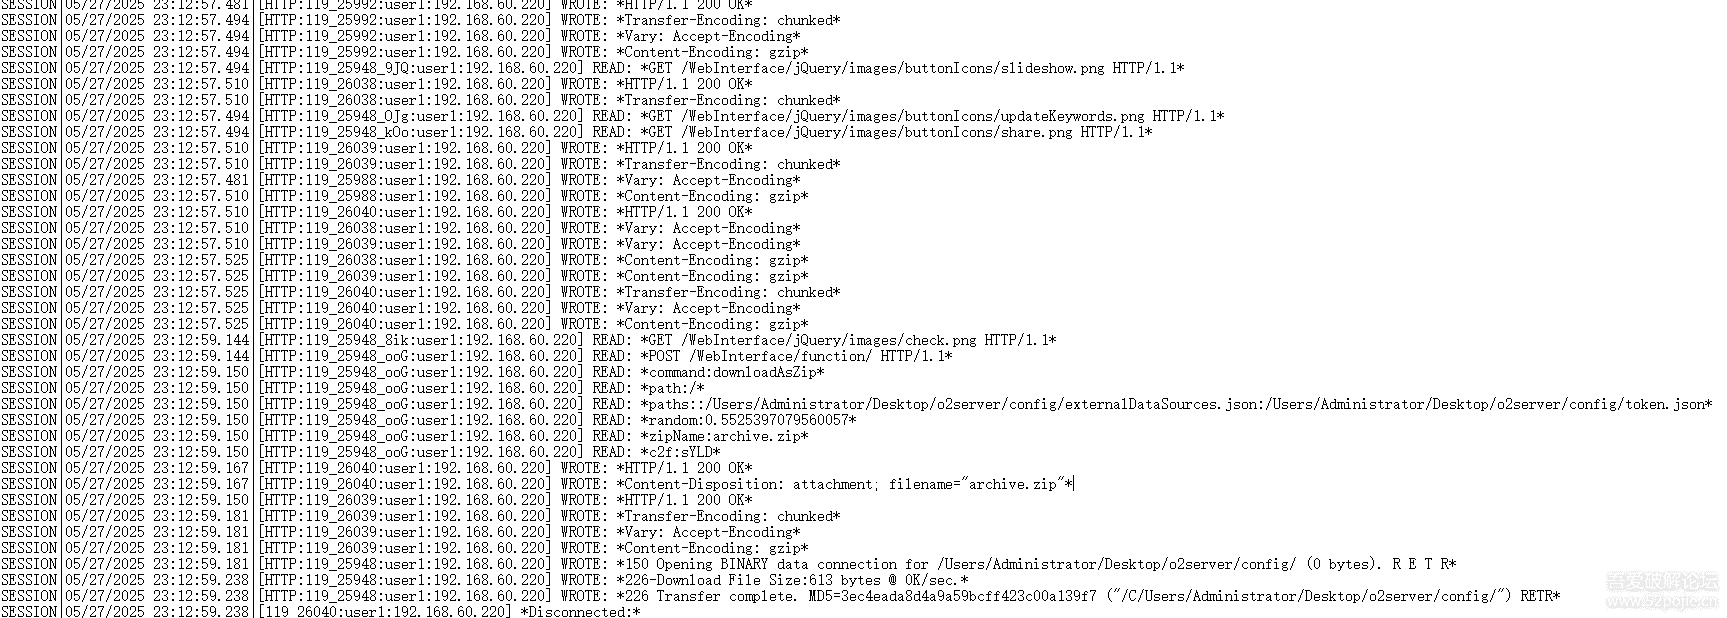 SESSION|05/27/2025 23:12:57.481|[HTTP:119_25992:user1:192.168.60.220] WROTE: *HTTP/1.1 200 OK*
SESSION|05/27/2025 23:12:57.494|[HTTP:119_25992:user1:192.168.60.220] WROTE: *Transfer-Encoding: chunked*
SESSION|05/27/2025 23:12:57.494|[HTTP:119_25992:user1:192.168.60.220] WROTE: *Vary: Accept-Encoding*
SESSION|05/27/2025 23:12:57.494|[HTTP:119_25992:user1:192.168.60.220] WROTE: *Content-Encoding: gzip*
SESSION|05/27/2025 23:12:57.494|[HTTP:119_25948_9JQ:user1:192.168.60.220] READ: *GET /WebInterface/jQuery/images/buttonIcons/slideshow.png HTTP/1.1*
SESSION|05/27/2025 23:12:57.510|[HTTP:119_26038:user1:192.168.60.220] WROTE: *HTTP/1.1 200 OK*
SESSION|05/27/2025 23:12:57.510|[HTTP:119_26038:user1:192.168.60.220] WROTE: *Transfer-Encoding: chunked*
SESSION|05/27/2025 23:12:57.494|[HTTP:119_25948_OJg:user1:192.168.60.220] READ: *GET /WebInterface/jQuery/images/buttonIcons/updateKeywords.png HTTP/1.1*
SESSION|05/27/2025 23:12:57.494|[HTTP:119_25948_kOo:user1:192.168.60.220] READ: *GET /WebInterface/jQuery/images/buttonIcons/share.png HTTP/1.1*
SESSION|05/27/2025 23:12:57.510|[HTTP:119_26039:user1:192.168.60.220] WROTE: *HTTP/1.1 200 OK*
SESSION|05/27/2025 23:12:57.510|[HTTP:119_26039:user1:192.168.60.220] WROTE: *Transfer-Encoding: chunked*
SESSION|05/27/2025 23:12:57.481|[HTTP:119_25988:user1:192.168.60.220] WROTE: *Vary: Accept-Encoding*
SESSION|05/27/2025 23:12:57.510|[HTTP:119_25988:user1:192.168.60.220] WROTE: *Content-Encoding: gzip*
SESSION|05/27/2025 23:12:57.510|[HTTP:119_26040:user1:192.168.60.220] WROTE: *HTTP/1.1 200 OK*
SESSION|05/27/2025 23:12:57.510|[HTTP:119_26038:user1:192.168.60.220] WROTE: *Vary: Accept-Encoding*
SESSION|05/27/2025 23:12:57.510|[HTTP:119_26039:user1:192.168.60.220] WROTE: *Vary: Accept-Encoding*
SESSION|05/27/2025 23:12:57.525|[HTTP:119_26038:user1:192.168.60.220] WROTE: *Content-Encoding: gzip*
SESSION|05/27/2025 23:12:57.525|[HTTP:119_26039:user1:192.168.60.220] WROTE: *Content-Encoding: gzip*
SESSION|05/27/2025 23:12:57.525|[HTTP:119_26040:user1:192.168.60.220] WROTE: *Transfer-Encoding: chunked*
SESSION|05/27/2025 23:12:57.525|[HTTP:119_26040:user1:192.168.60.220] WROTE: *Vary: Accept-Encoding*
SESSION|05/27/2025 23:12:57.525|[HTTP:119_26040:user1:192.168.60.220] WROTE: *Content-Encoding: gzip*
SESSION|05/27/2025 23:12:59.144|[HTTP:119_25948_8ik:user1:192.168.60.220] READ: *GET /WebInterface/jQuery/images/check.png HTTP/1.1*
SESSION|05/27/2025 23:12:59.144|[HTTP:119_25948_ooG:user1:192.168.60.220] READ: *POST /WebInterface/function/ HTTP/1.1*
SESSION|05/27/2025 23:12:59.150|[HTTP:119_25948_ooG:user1:192.168.60.220] READ: *command:downloadAsZip*
SESSION|05/27/2025 23:12:59.150|[HTTP:119_25948_ooG:user1:192.168.60.220] READ: *path:/*
SESSION|05/27/2025 23:12:59.150|[HTTP:119_25948_ooG:user1:192.168.60.220] READ: *paths::/Users/Administrator/Desktop/o2server/config/externalDataSources.json:/Users/Administrator/Desktop/o2server/config/token.json*
SESSION|05/27/2025 23:12:59.150|[HTTP:119_25948_ooG:user1:192.168.60.220] READ: *random:0.5525397079560057*
SESSION|05/27/2025 23:12:59.150|[HTTP:119_25948_ooG:user1:192.168.60.220] READ: *zipName:archive.zip*
SESSION|05/27/2025 23:12:59.150|[HTTP:119_25948_ooG:user1:192.168.60.220] READ: *c2f:sYLD*
SESSION|05/27/2025 23:12:59.167|[HTTP:119_26040:user1:192.168.60.220] WROTE: *HTTP/1.1 200 OK*
SESSION|05/27/2025 23:12:59.167|[HTTP:119_26040:user1:192.168.60.220] WROTE: *Content-Disposition: attachment; filename="archive.zip"*
SESSION|05/27/2025 23:12:59.150|[HTTP:119_26039:user1:192.168.60.220] WROTE: *HTTP/1.1 200 OK*
SESSION|05/27/2025 23:12:59.181|[HTTP:119_26039:user1:192.168.60.220] WROTE: *Transfer-Encoding: chunked*
SESSION|05/27/2025 23:12:59.181|[HTTP:119_26039:user1:192.168.60.220] WROTE: *Vary: Accept-Encoding*
SESSION|05/27/2025 23:12:59.181|[HTTP:119_26039:user1:192.168.60.220] WROTE: *Content-Encoding: gzip*
SESSION|05/27/2025 23:12:59.181|[HTTP:119_25948:user1:192.168.60.220] WROTE: *150 Opening BINARY data connection for /Users/Administrator/Desktop/o2server/config/ (0 bytes). R E T R*
SESSION|05/27/2025 23:12:59.238|[HTTP:119_25948:user1:192.168.60.220] WROTE: *226-Download File Size:613 bytes @ 0K/sec.*
SESSION|05/27/2025 23:12:59.238|[HTTP:119_25948:user1:192.168.60.220] WROTE: *226 Transfer complete. MD5=3ec4eada8d4a9a59bcff423c00a139f7 ("/C/Users/Administrator/Desktop/o2server/config/") RETR*
SESSION|05/27/2025 23:12:59.238|[119_26040:user1:192.168.60.220] *Disconnected:*
吾爱破解论坛
www.52pojie.cn